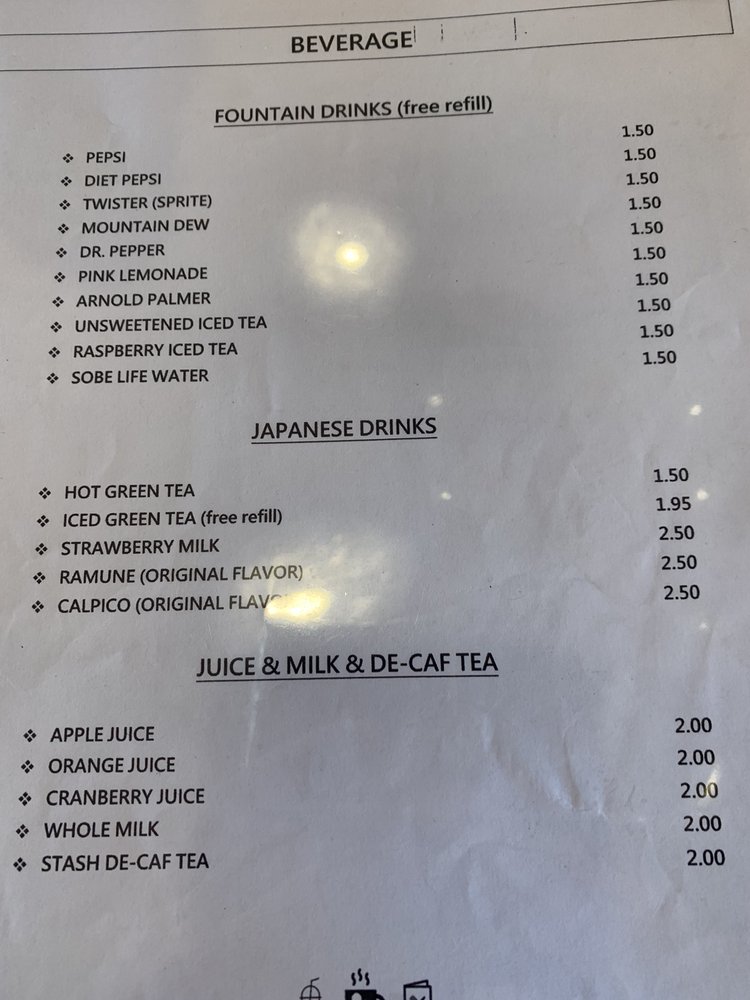 BEVERAGE
FOUNTAIN DRINKS (free refill)
❖ PEPSI 1.50
❖ DIET PEPSI 1.50
❖ TWISTER (SPRITE) 1.50
❖ MOUNTAIN DEW 1.50
❖ DR. PEPPER 1.50
❖ PINK LEMONADE 1.50
❖ ARNOLD PALMER 1.50
❖ UNSWEETENED ICED TEA 1.50
❖ RASPBERRY ICED TEA 1.50
❖ SOBE LIFE WATER 1.50
JAPANESE DRINKS
❖ HOT GREEN TEA 1.50
❖ ICED GREEN TEA (free refill) 1.95
❖ STRAWBERRY MILK 2.50
❖ RAMUNE (ORIGINAL FLAVOR) 2.50
❖ CALPICO (ORIGINAL 2.50
JUICE & MILK & DE-CAF TEA
❖ APPLE JUICE 2.00
❖ ORANGE JUICE 2.00
❖ CRANBERRY JUICE 2.00
❖ WHOLE MILK 2.00
❖ STASH DE-CAF TEA 2.00